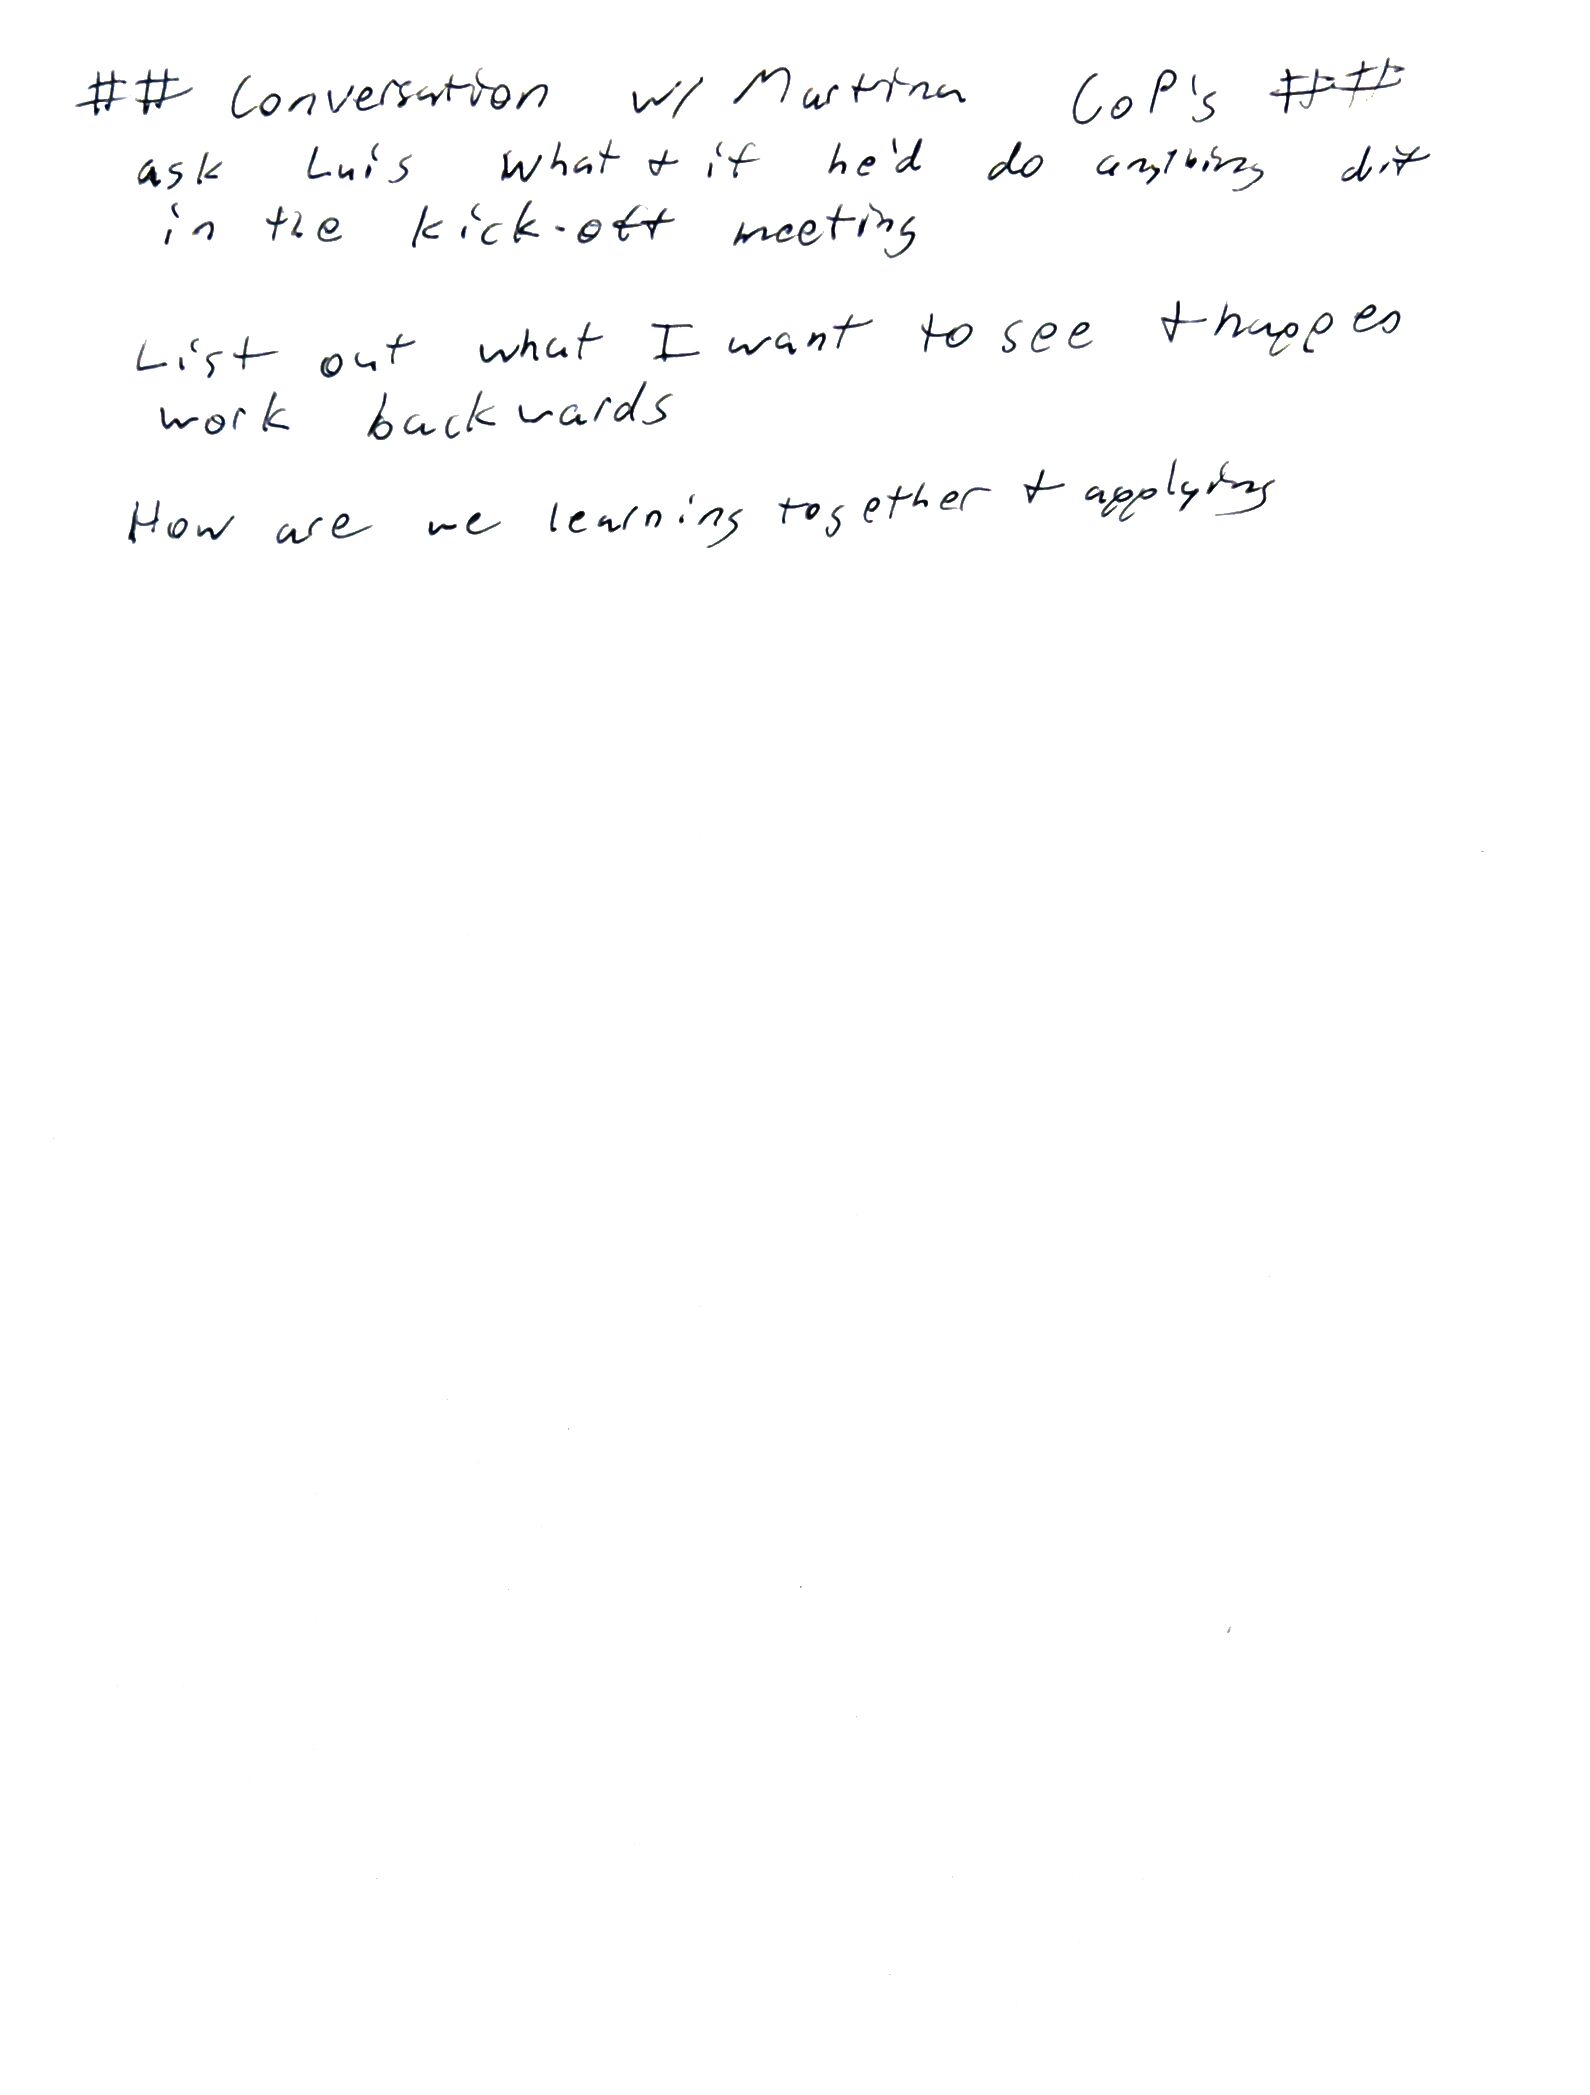 ## Conversation w/ Martina CoP's ##
ask Luis what + if he'd do anything dif
in the kick-off meeting
List out what I want to see + happen
work backwards
How are we learning together + applying